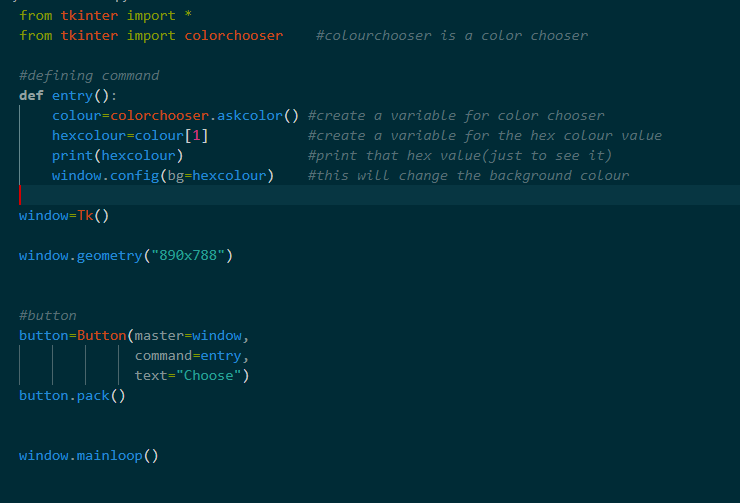 from tkinter import *
from tkinter import colorchooser    #colourchooser is a color chooser
#defining command
def entry():
    colour=colorchooser.askcolor() #create a variable for color chooser
    hexcolour=colour[1]            #create a variable for the hex colour value
    print(hexcolour)               #print that hex value(just to see it)
    window.config(bg=hexcolour)    #this will change the background colour
window=Tk()
window.geometry("890x788")
#button
button=Button(master=window,
              command=entry,
              text="Choose")
button.pack()
window.mainloop()